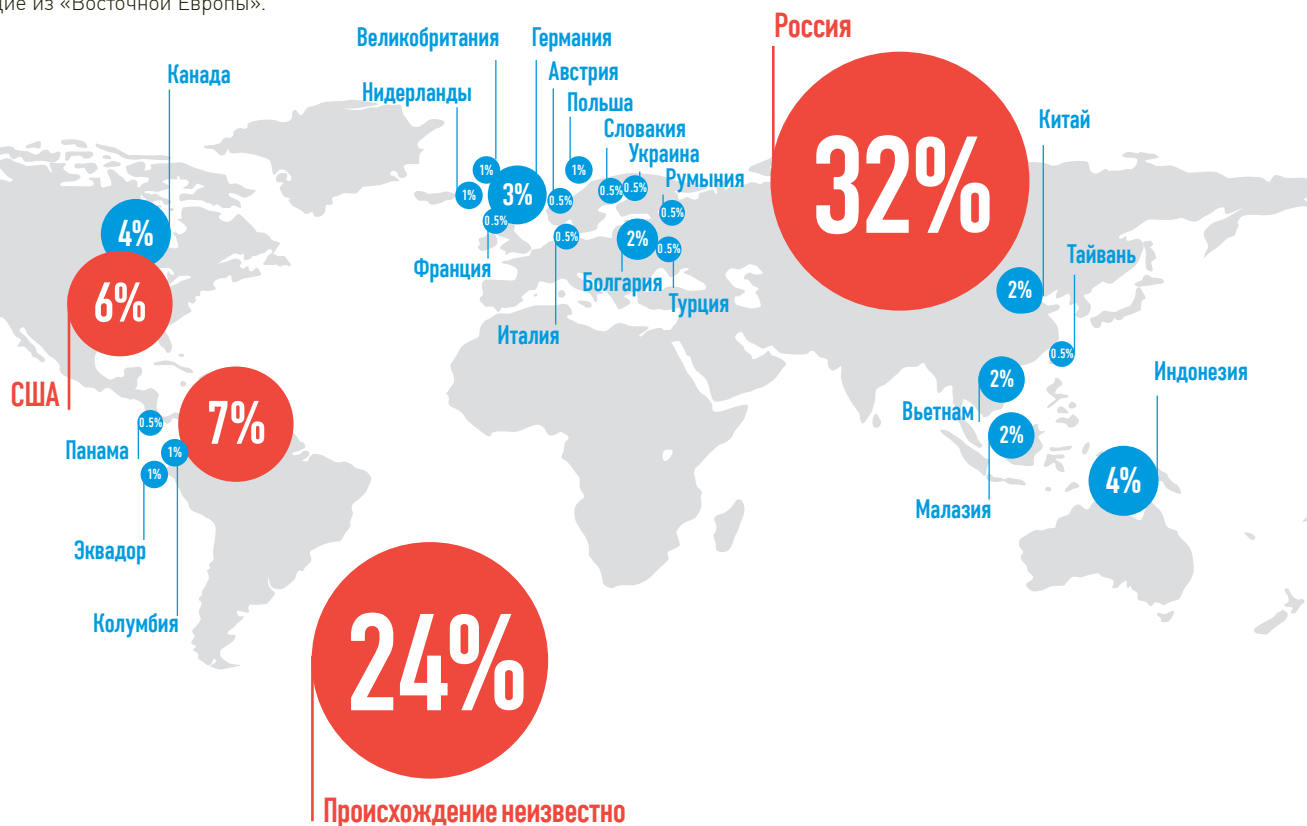 щие из «Восточной Европы».
Россия
Великобритания
Германия
Канада
Австрия
Нидерланды
Польша
Китай
Словакия
Украина
Румыния
32%
1%
1%
1%
3%
0.5%
0.5%
0.5%
0.5%
0.5%
4%
0.5%
2%
0.5%
Тайвань
Франция
Болгария
2%
6%
Турция
Италия
0.5%
Индонезия
США
2%
Вьетнам
7%
0.5%
2%
Панама
1%
1%
4%
Малазия
Эквадор
Колумбия
24%
Происхождение неизвестно